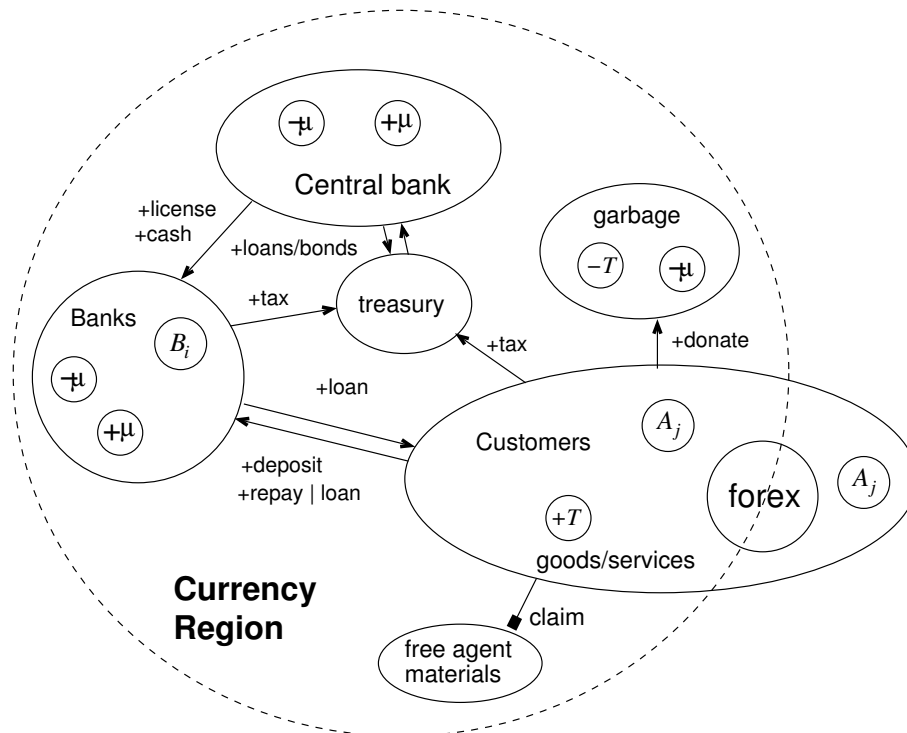 -μ
+μ
Central bank
+license
+cash
+loans/bonds
garbage
-T
-μ
Banks
B_i
-μ
+μ
+tax
treasury
+tax
+donate
+loan
+deposit
+repay | loan
Customers
A_j
forex
A_j
+T
goods/services
Currency
Region
claim
free agent
materials